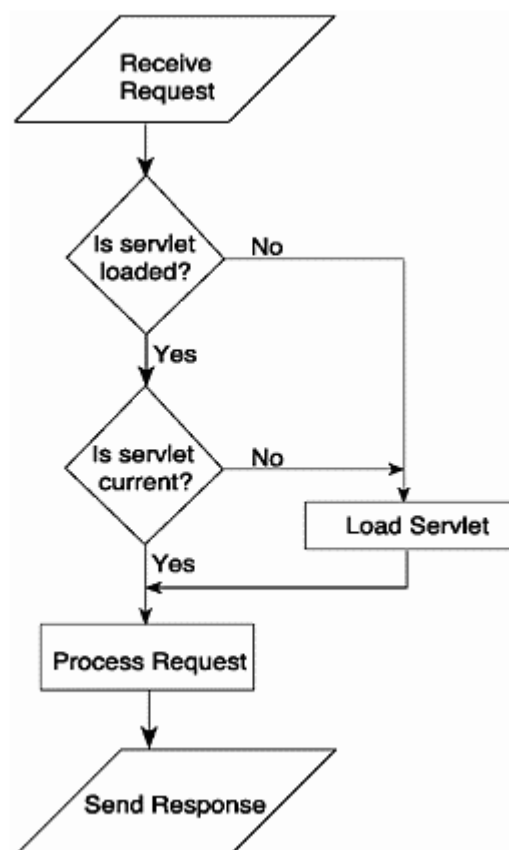 Receive
Request
Is servlet
loaded?
No
Yes
Is servlet
current?
No
Load Servlet
Yes
Process Request
Send Response